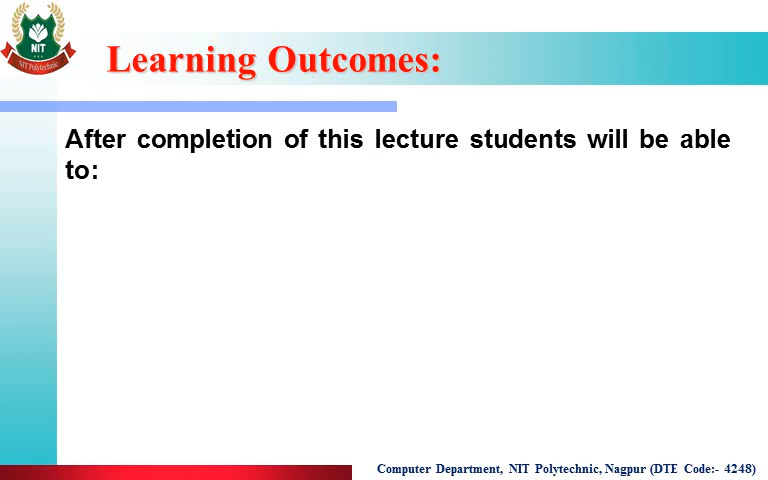 NIT
NIT Polytechnic
Learning Outcomes:
After completion of this lecture students will be able
to:
Computer Department, NIT Polytechnic, Nagpur (DTE Code:- 4248)